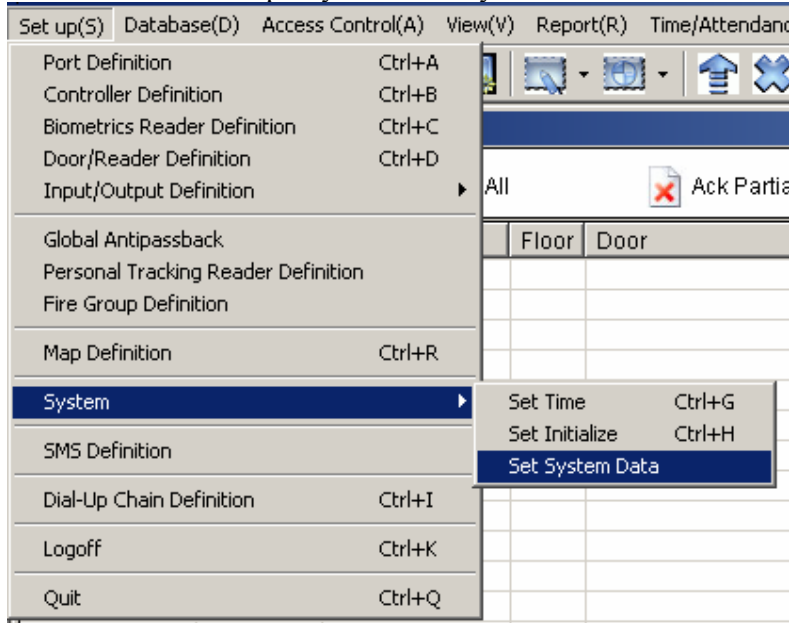 Set up(S) Database(D) Access Control(A) View(V) Report(R) Time/Attendanc
Port Definition Ctrl+A
Controller Definition Ctrl+B
Biometrics Reader Definition Ctrl+C
Door/Reader Definition Ctrl+D
Input/Output Definition
All Ack Partia
Global Antipassback
Floor Door
Personal Tracking Reader Definition
Fire Group Definition
Map Definition Ctrl+R
System
Set Time Ctrl+G
Set Initialize Ctrl+H
Set System Data
SMS Definition
Dial-Up Chain Definition Ctrl+I
Logoff Ctrl+K
Quit Ctrl+Q